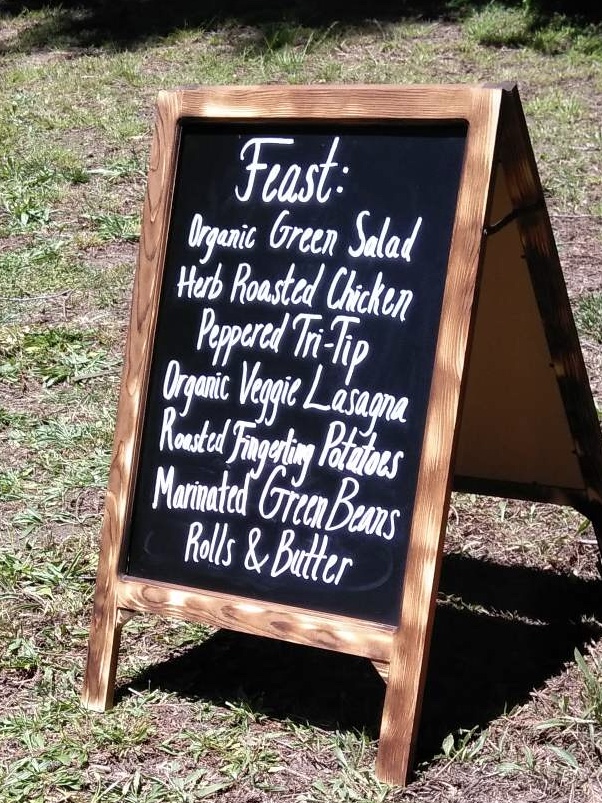 Feast:
Organic Green Salad
Herb Roasted Chicken
Peppered Tri-Tip
Organic Veggie Lasagna
Roasted Fingerling Potatoes
Marinated Green Beans
Rolls & Butter